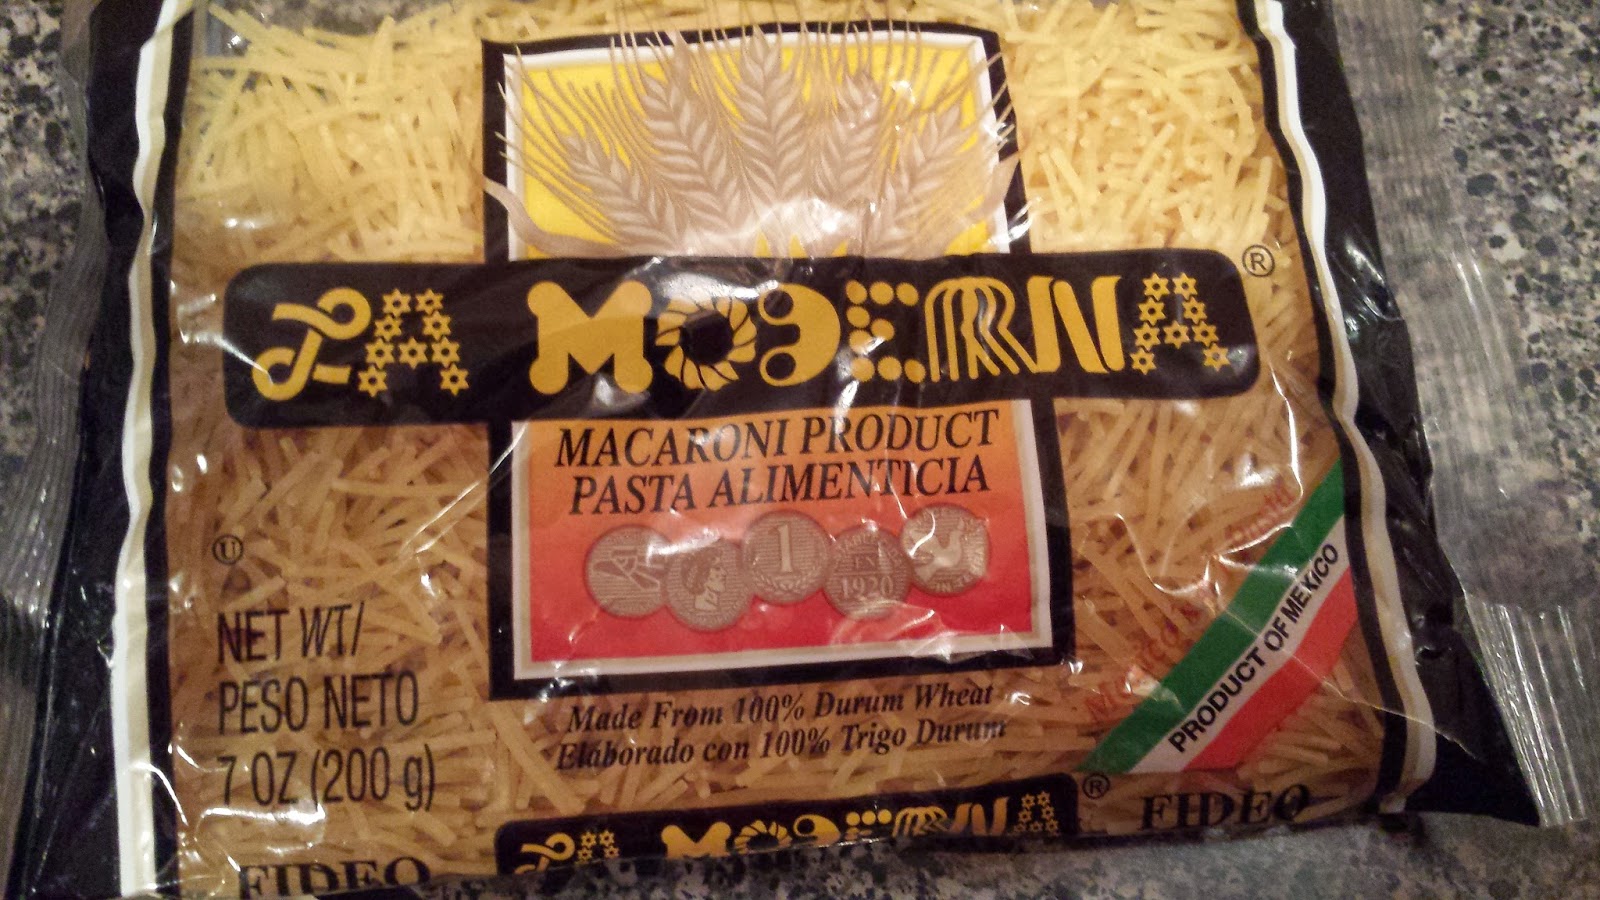 LA MODERNA ®
MACARONI PRODUCT
PASTA ALIMENTICIA
1
EN
1920
U
NET WT/
PESO NETO
7 OZ (200 g)
Made From 100% Durum Wheat
Elaborado con 100% Trigo Durum
PRODUCT OF MEXICO
LA MODERNA ®
FIDEO
FIDEO